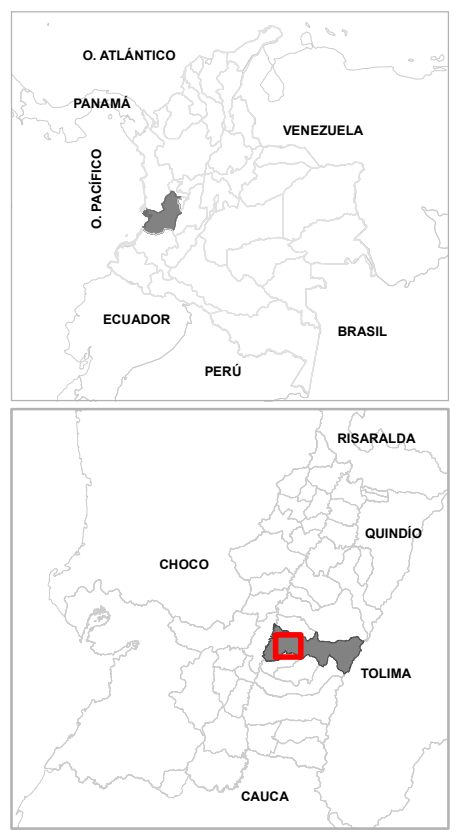 O. ATLÁNTICO
PANAMÁ
VENEZUELA
O. PACÍFICO
ECUADOR
BRASIL
PERÚ
RISARALDA
QUINDÍO
CHOCO
TOLIMA
CAUCA